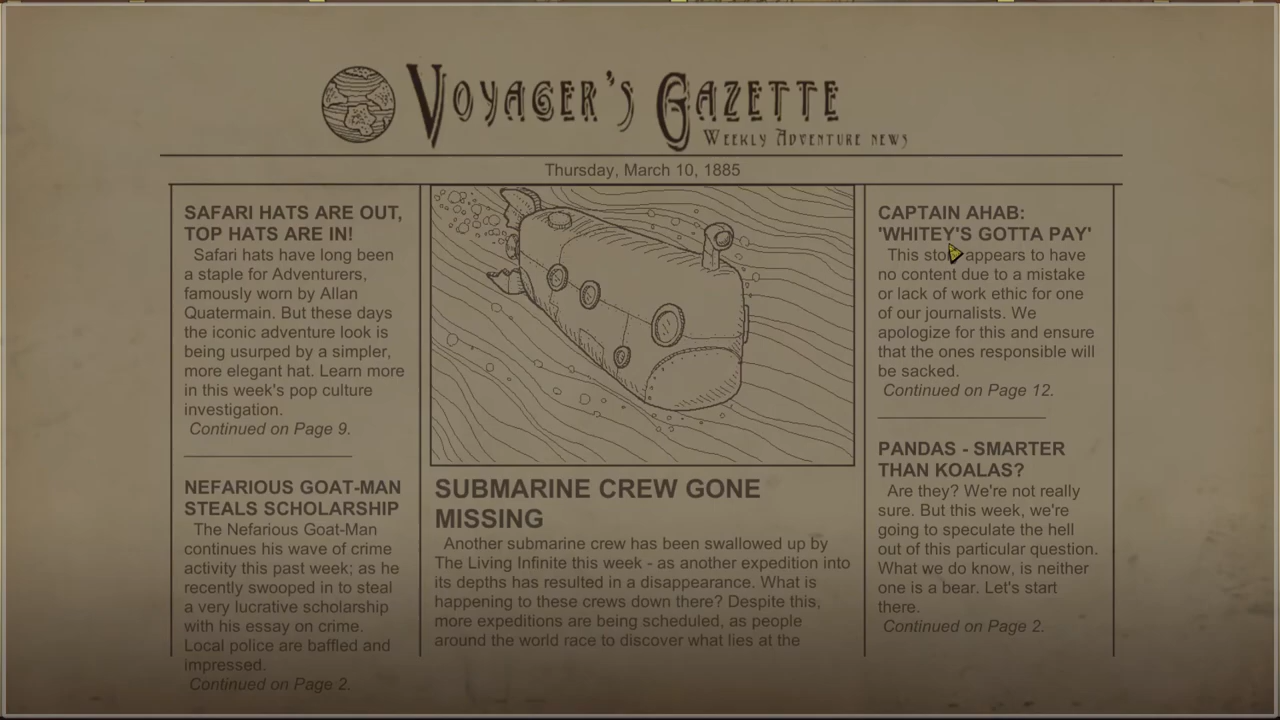 VOYAGER'S GAZETTE
WEEKLY ADVENTURE NEWS
Thursday, March 10, 1885
SAFARI HATS ARE OUT,
TOP HATS ARE IN!
Safari hats have long been
a staple for Adventurers,
famously worn by Allan
Quatermain. But these days
the iconic adventure look is
being usurped by a simpler,
more elegant hat. Learn more
in this week's pop culture
investigation.
Continued on Page 9.
NEFARIOUS GOAT-MAN
STEALS SCHOLARSHIP
The Nefarious Goat-Man
continues his wave of crime
activity this past week; as he
recently swooped in to steal
a very lucrative scholarship
with his essay on crime.
Local police are baffled and
impressed.
Continued on Page 2.
SUBMARINE CREW GONE
MISSING
Another submarine crew has been swallowed up by
The Living Infinite this week - as another expedition into
its depths has resulted in a disappearance. What is
happening to these crews down there? Despite this,
more expeditions are being scheduled, as people
around the world race to discover what lies at the
CAPTAIN AHAB:
'WHITEY'S GOTTA PAY'
This story appears to have
no content due to a mistake
or lack of work ethic for one
of our journalists. We
apologize for this and ensure
that the ones responsible will
be sacked.
Continued on Page 12.
PANDAS - SMARTER
THAN KOALAS?
Are they? We're not really
sure. But this week, we're
going to speculate the hell
out of this particular question.
What we do know, is neither
one is a bear. Let's start
there.
Continued on Page 2.